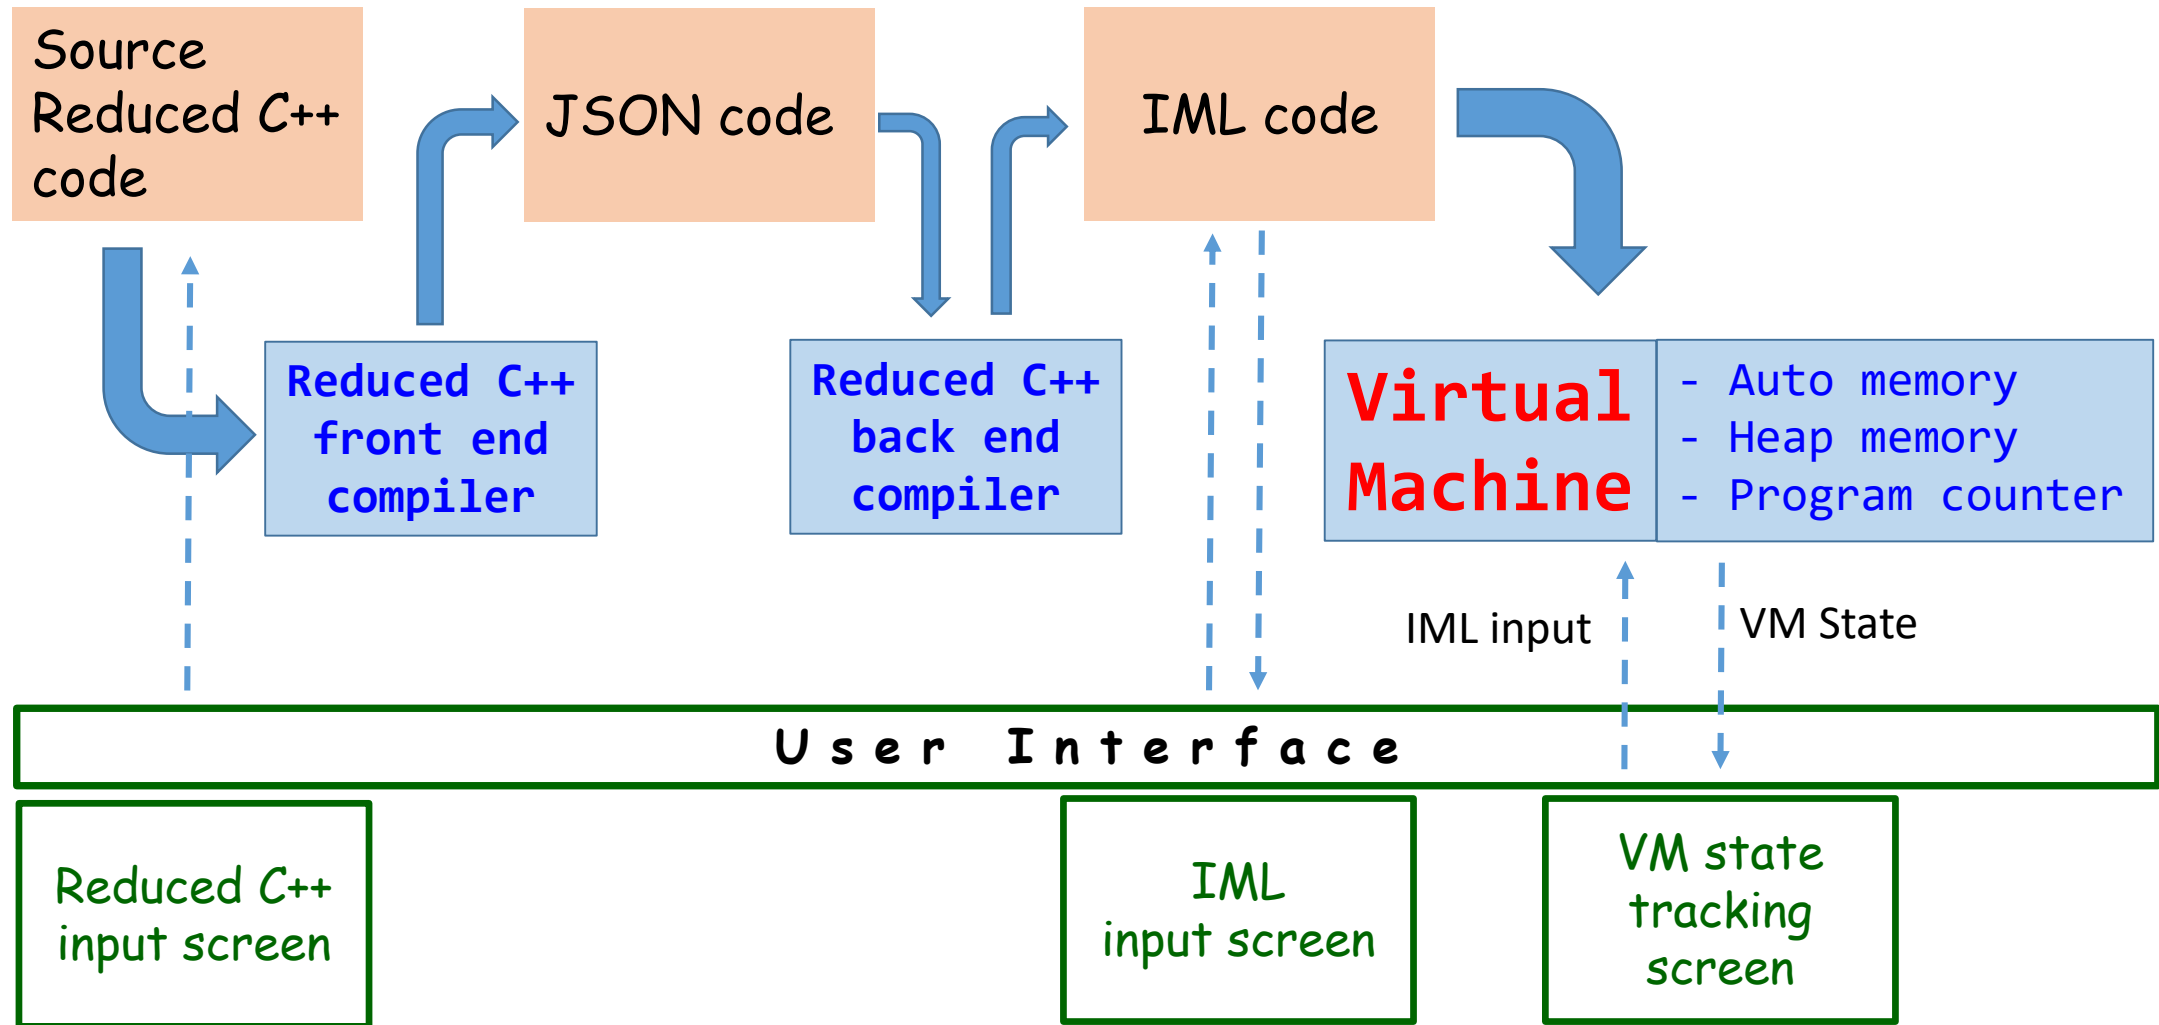 Source
Reduced C++
code
JSON code
IML code
Reduced C++
front end
compiler
Reduced C++
back end
compiler
Virtual
Machine
- Auto memory
- Heap memory
- Program counter
IML input
VM State
User Interface
Reduced C++
input screen
IML
input screen
VM state
tracking
screen